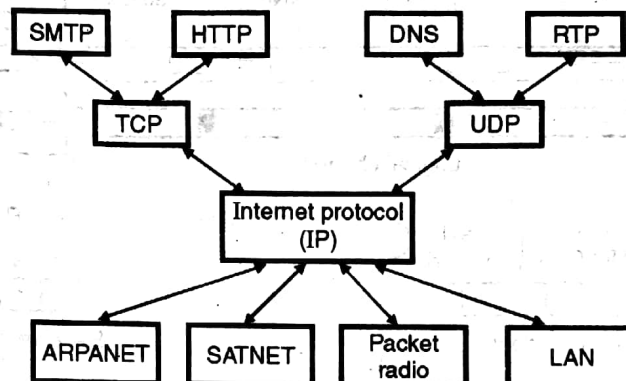 SMTP HTTP DNS RTP
TCP UDP
Internet protocol
(IP)
ARPANET SATNET Packet
radio LAN